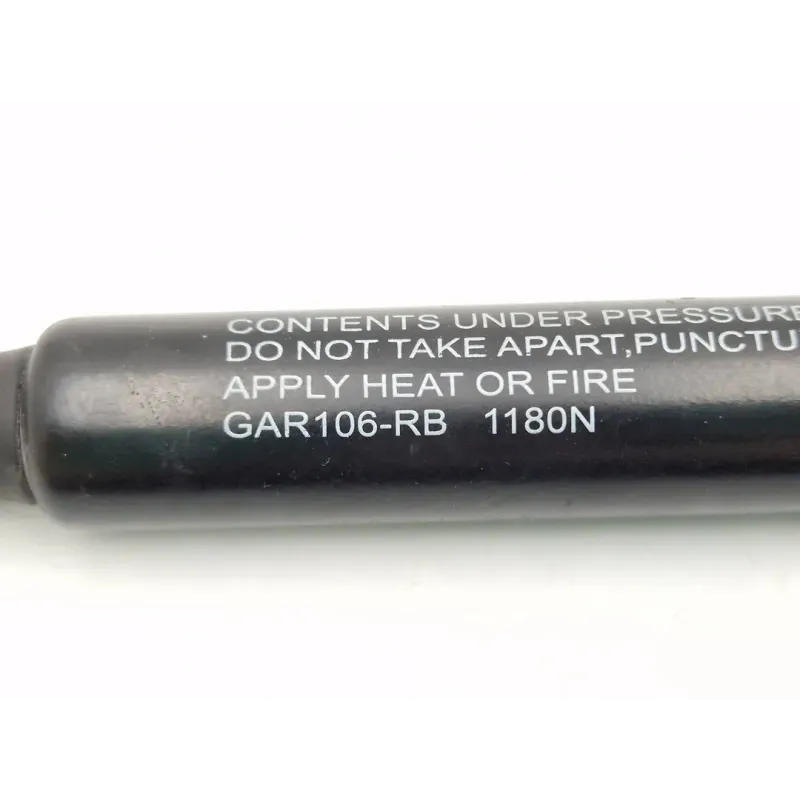 CONTENTS UNDER PRESSURE
DO NOT TAKE APART,PUNCTU
APPLY HEAT OR FIRE
GAR106-RB 1180N